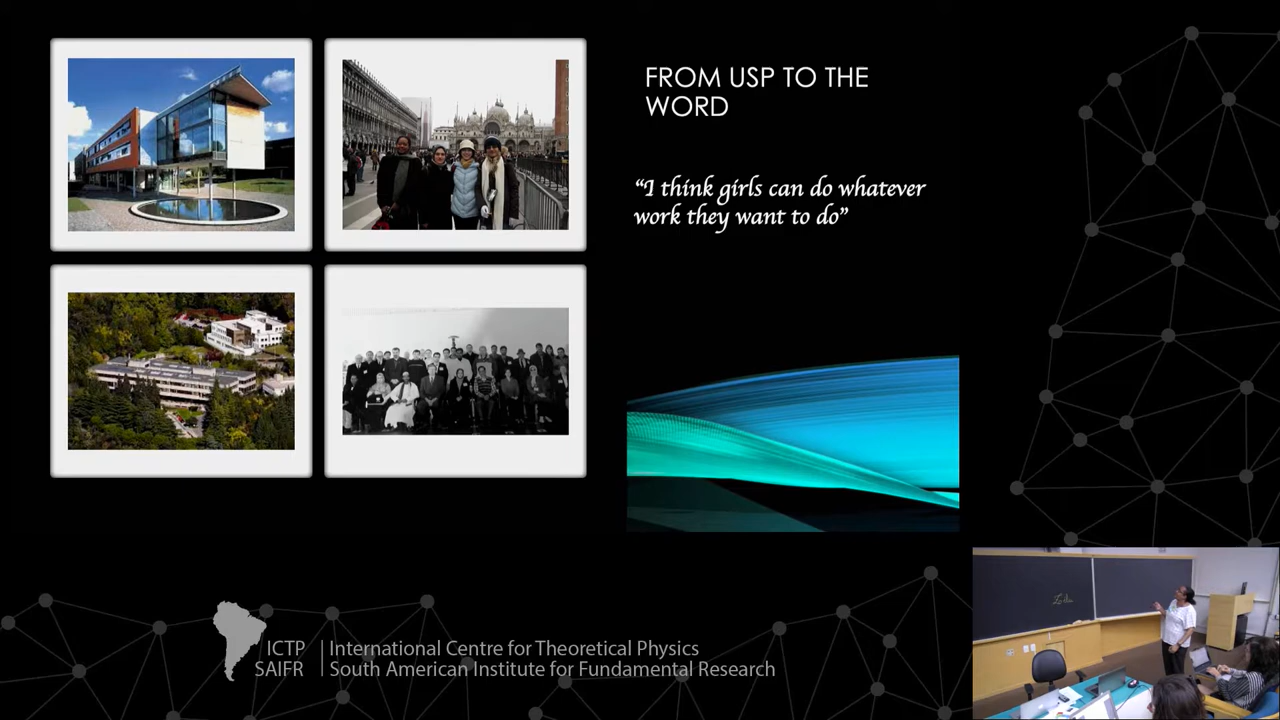 FROM USP TO THE
WORD
“I think girls can do whatever
work they want to do”
ICTP | International Centre for Theoretical Physics
SAIFR | South American Institute for Fundamental Research